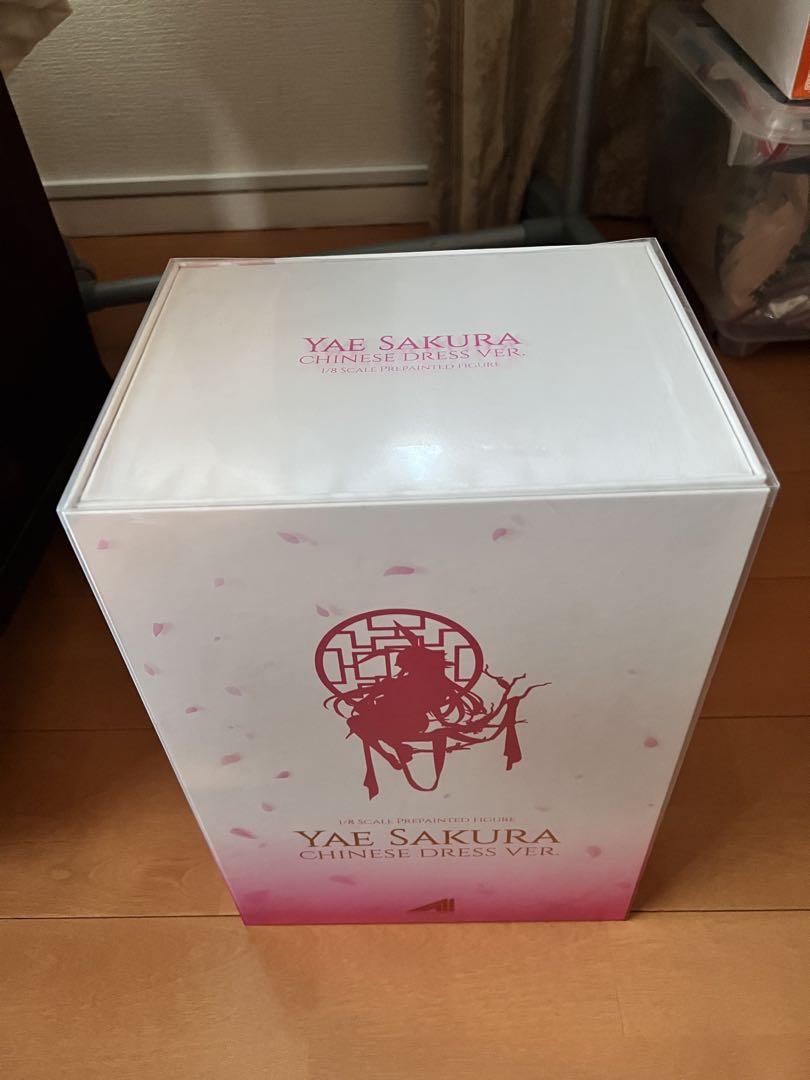 YAE SAKURA
CHINESE DRESS VER.
1/8 SCALE PREPAINTED FIGURE
1/8 SCALE PREPAINTED FIGURE
YAE SAKURA
CHINESE DRESS VER.